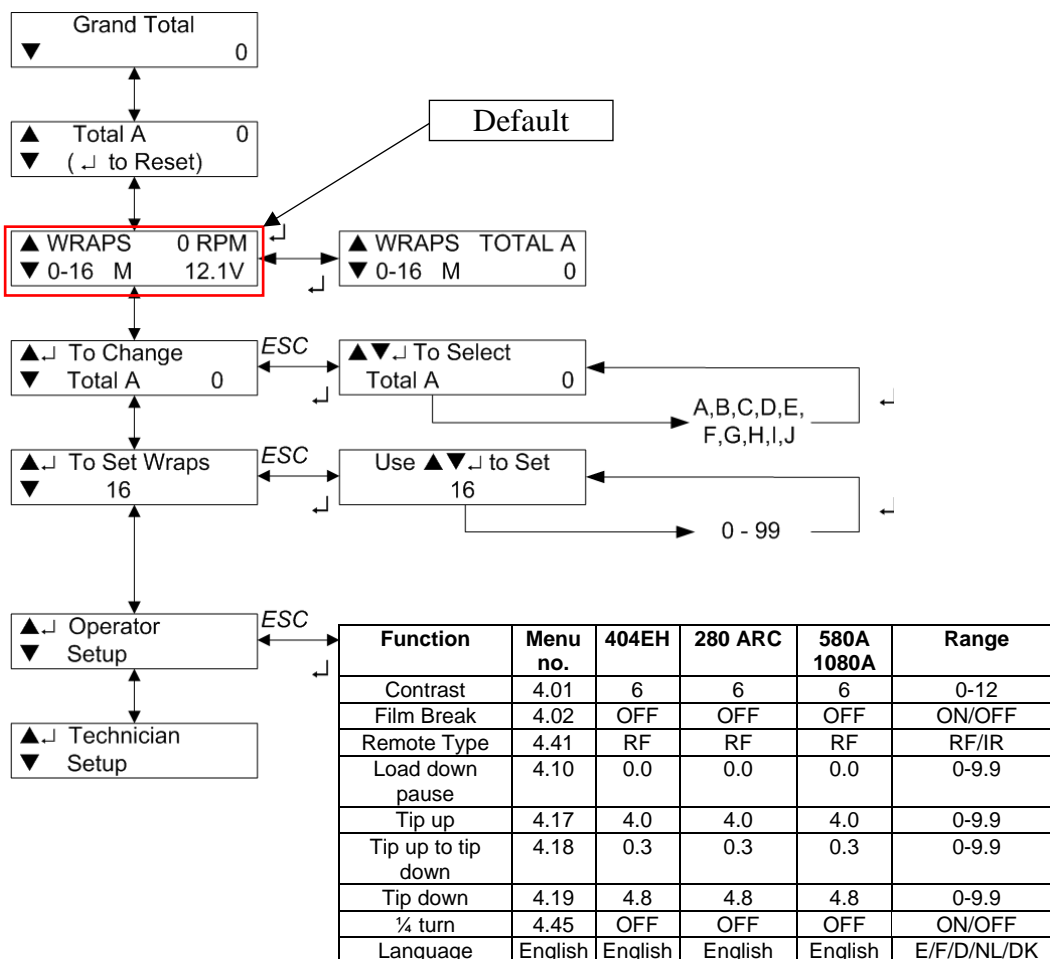 Grand Total
▼ 0
Default
▲ Total A 0
▼ ( ↵ to Reset)
▲ WRAPS 0 RPM ↵
▼ 0-16 M 12.1V
↵
▲ WRAPS TOTAL A
▼ 0-16 M 0
▲↵ To Change
▼ Total A 0
ESC
↵
▲▼↵ To Select
Total A 0
A,B,C,D,E,
F,G,H,I,J
↵
▲↵ To Set Wraps
▼ 16
ESC
↵
Use ▲▼↵ to Set
16
0 - 99
↵
▲↵ Operator
▼ Setup
ESC
↵
▲↵ Technician
▼ Setup
Function Menu no. 404EH 280 ARC 580A 1080A Range
Contrast 4.01 6 6 6 0-12
Film Break 4.02 OFF OFF OFF ON/OFF
Remote Type 4.41 RF RF RF RF/IR
Load down pause 4.10 0.0 0.0 0.0 0-9.9
Tip up 4.17 4.0 4.0 4.0 0-9.9
Tip up to tip down 4.18 0.3 0.3 0.3 0-9.9
Tip down 4.19 4.8 4.8 4.8 0-9.9
¼ turn 4.45 OFF OFF OFF ON/OFF
Language English English English English E/F/D/NL/DK